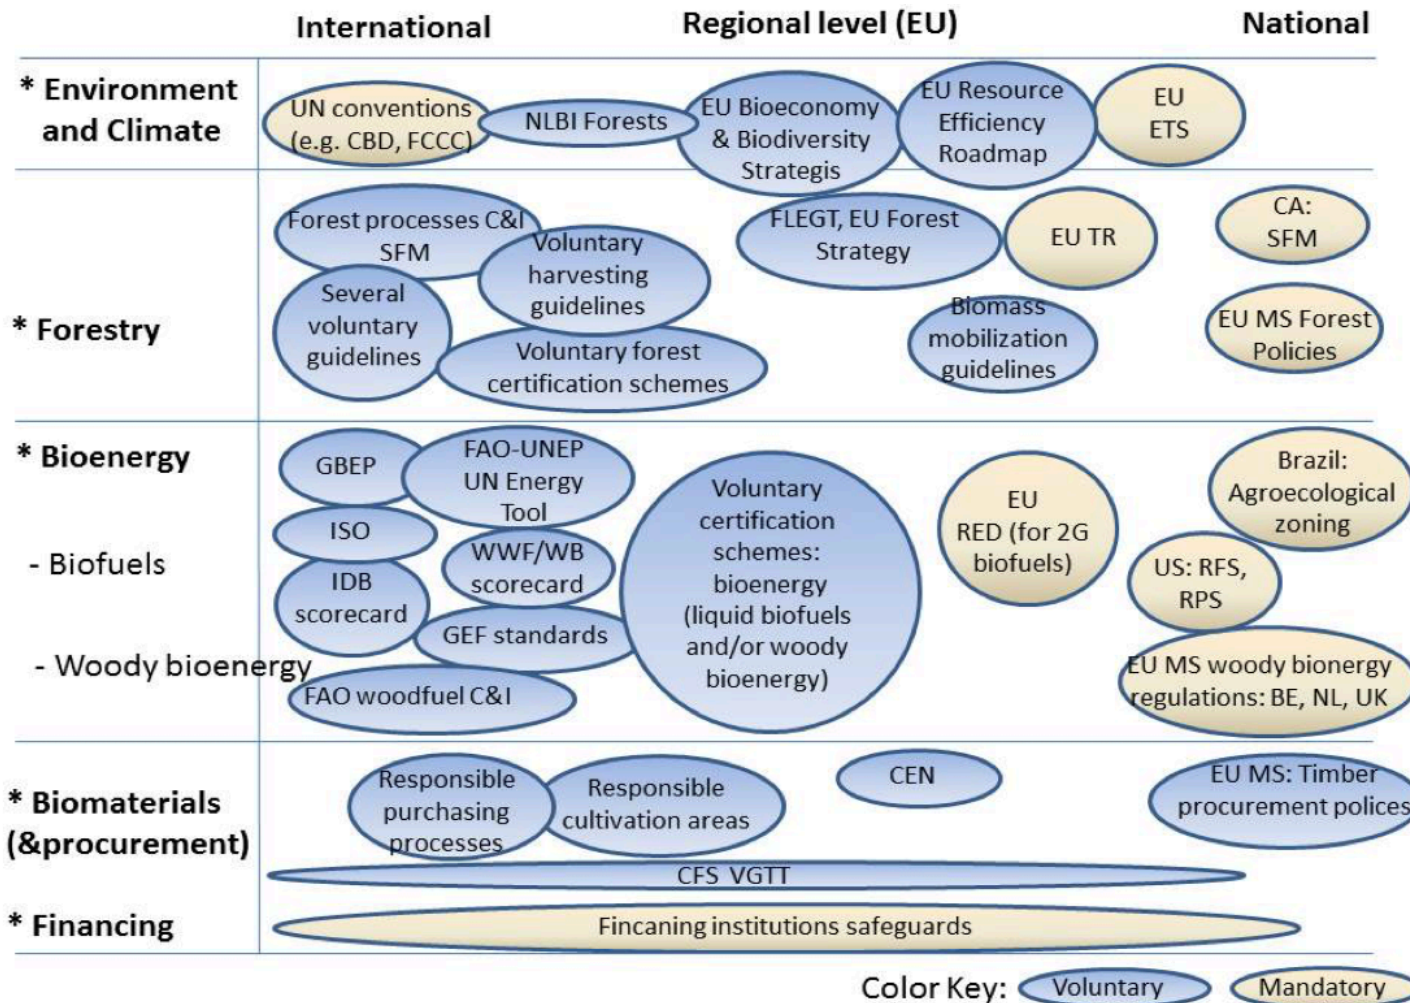 International
Regional level (EU)
National
* Environment
and Climate
UN conventions
(e.g. CBD, FCCC)
NLBI Forests
EU Bioeconomy
& Biodiversity
Strategis
EU Resource
Efficiency
Roadmap
EU
ETS
* Forestry
Forest processes C&I
SFM
Voluntary
harvesting
guidelines
Several
voluntary
guidelines
Voluntary forest
certification schemes
FLEGT, EU Forest
Strategy
EU TR
Biomass
mobilization
guidelines
CA:
SFM
EU MS Forest
Policies
* Bioenergy
- Biofuels
- Woody bioenergy
GBEP
FAO-UNEP
UN Energy
Tool
ISO
WWF/WB
scorecard
IDB
scorecard
GEF standards
FAO woodfuel C&I
Voluntary
certification
schemes:
bioenergy
(liquid biofuels
and/or woody
bioenergy)
EU
RED (for 2G
biofuels)
Brazil:
Agroecological
zoning
US: RFS,
RPS
EU MS woody bionergy
regulations: BE, NL, UK
* Biomaterials
(&procurement)
Responsible
purchasing
processes
Responsible
cultivation areas
CEN
EU MS: Timber
procurement polices
CFS VGTT
* Financing
Fincaning institutions safeguards
Color Key:
Voluntary
Mandatory